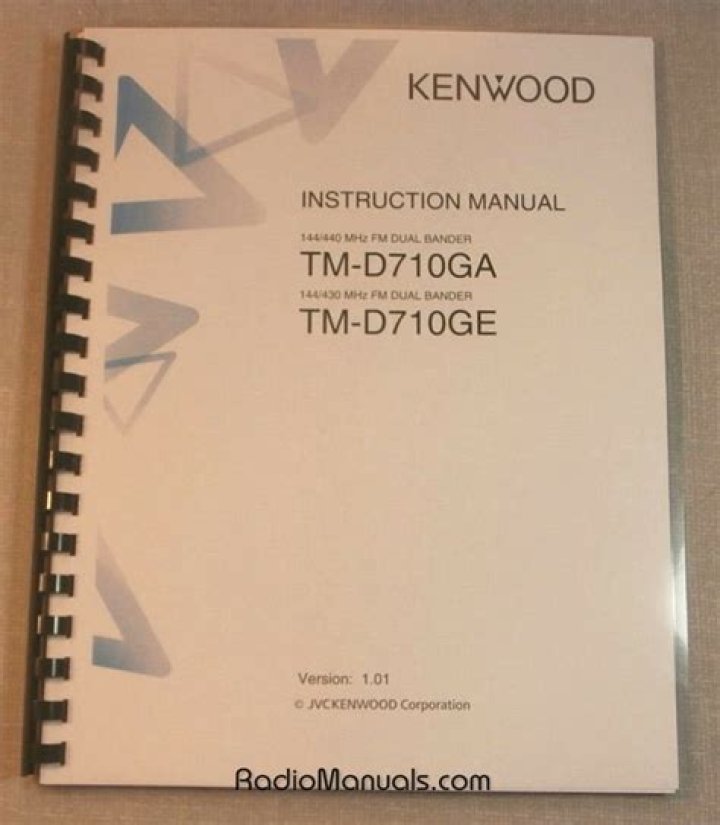 KENWOOD
INSTRUCTION MANUAL
144/440 MHz FM DUAL BANDER
TM-D710GA
144/430 MHz FM DUAL BANDER
TM-D710GE
Version: 1.01
© JVCKENWOOD Corporation
RadioManuals.com